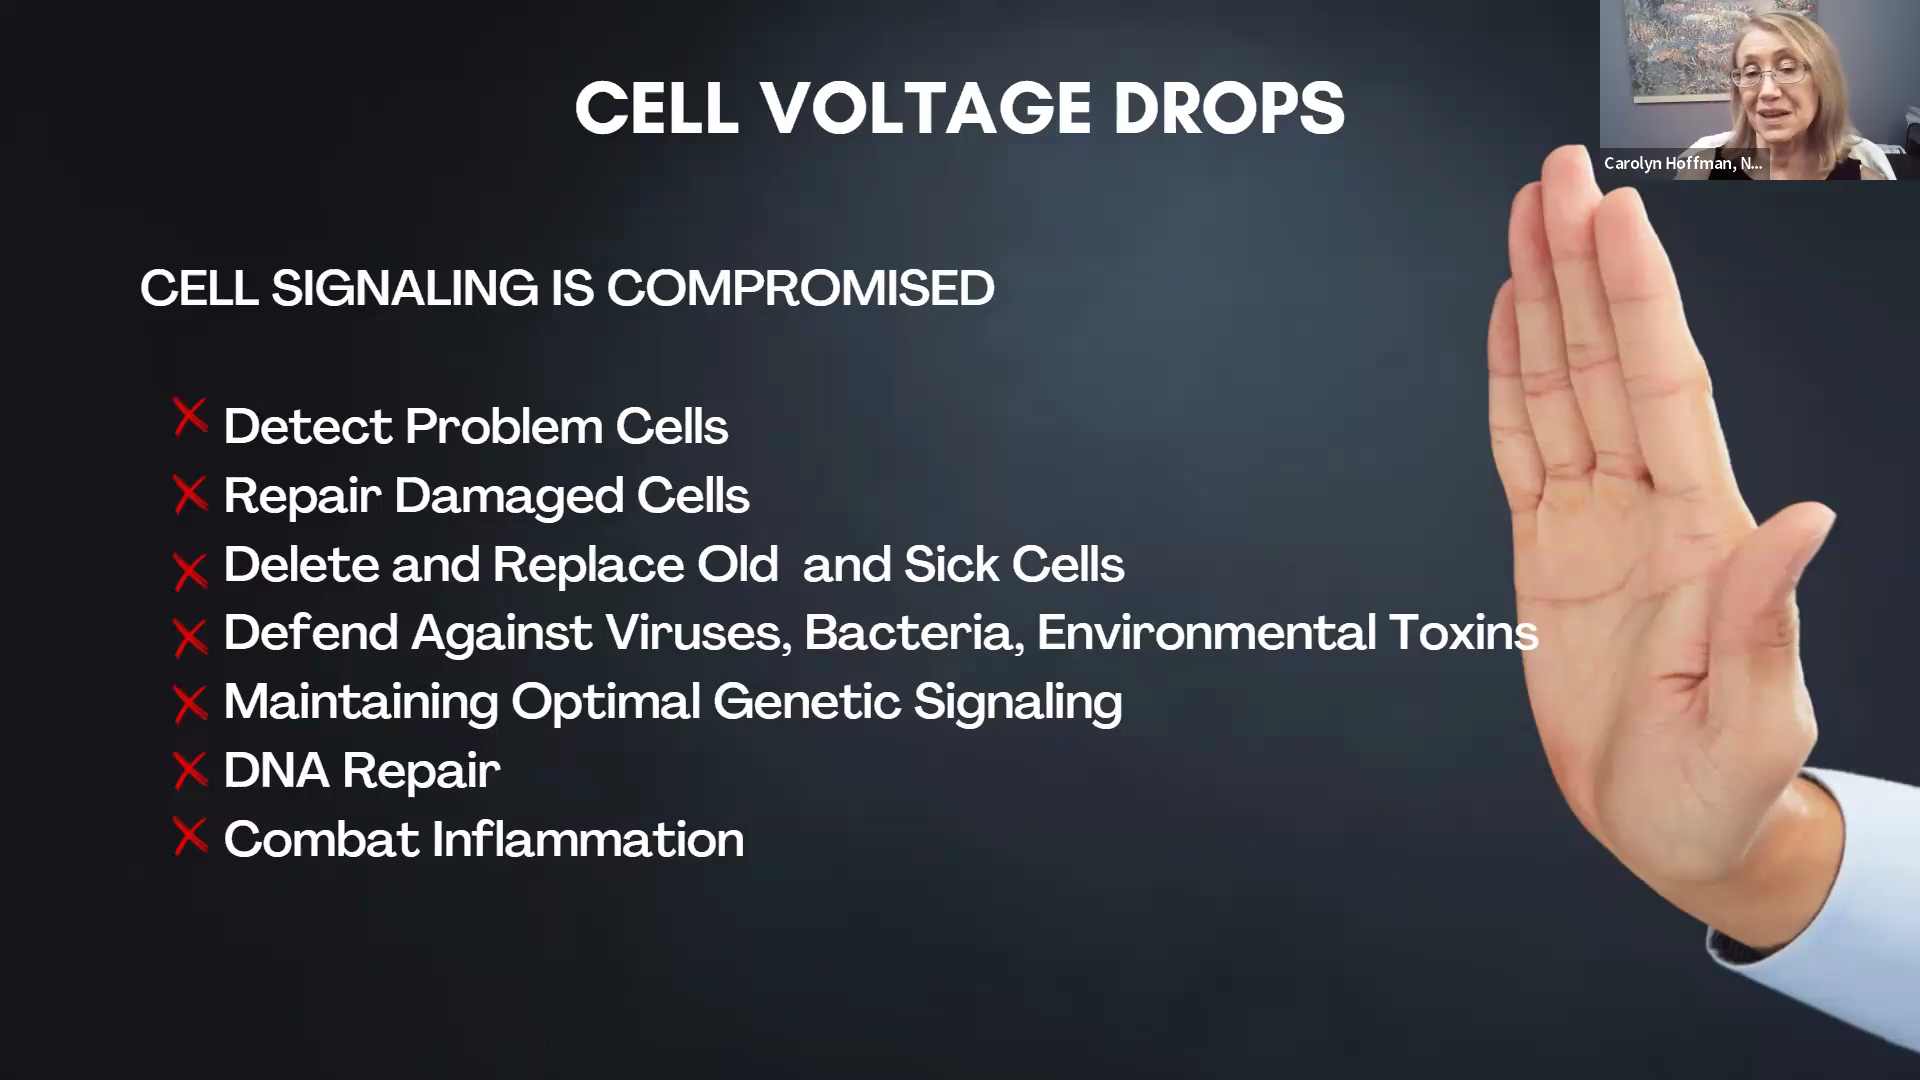 CELL VOLTAGE DROPS
Carolyn Hoffman, N...
CELL SIGNALING IS COMPROMISED
Detect Problem Cells
Repair Damaged Cells
Delete and Replace Old and Sick Cells
Defend Against Viruses, Bacteria, Environmental Toxins
Maintaining Optimal Genetic Signaling
DNA Repair
Combat Inflammation